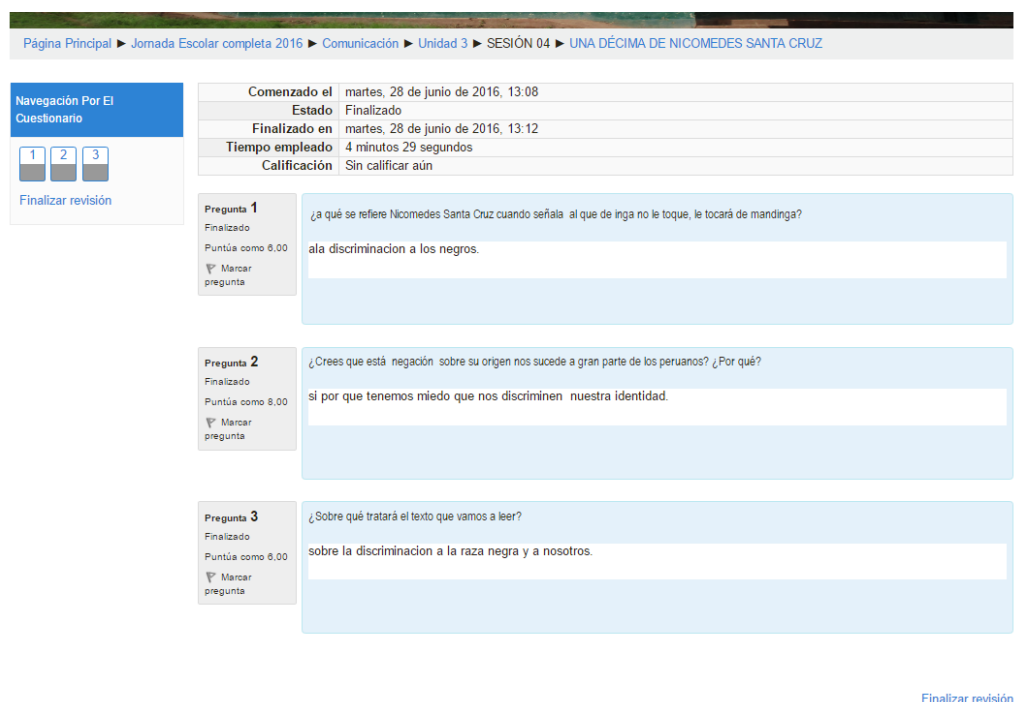 Página Principal ► Jornada Escolar completa 2016 ► Comunicación ► Unidad 3 ► SESIÓN 04 ► UNA DÉCIMA DE NICOMEDES SANTA CRUZ
Navegación Por El
Cuestionario
1 2 3
Finalizar revisión
Comenzado el martes, 28 de junio de 2016, 13:08
Estado Finalizado
Finalizado en martes, 28 de junio de 2016, 13:12
Tiempo empleado 4 minutos 29 segundos
Calificación Sin calificar aún
Pregunta 1
Finalizado
Puntúa como 6,00
Marcar
pregunta
¿a qué se refiere Nicomedes Santa Cruz cuando señala al que de inga no le toque, le tocará de mandinga?
ala discriminacion a los negros.
Pregunta 2
Finalizado
Puntúa como 8,00
Marcar
pregunta
¿Crees que está negación sobre su origen nos sucede a gran parte de los peruanos? ¿Por qué?
si por que tenemos miedo que nos discriminen nuestra identidad.
Pregunta 3
Finalizado
Puntúa como 6,00
Marcar
pregunta
¿Sobre qué tratará el texto que vamos a leer?
sobre la discriminacion a la raza negra y a nosotros.
Finalizar revisión